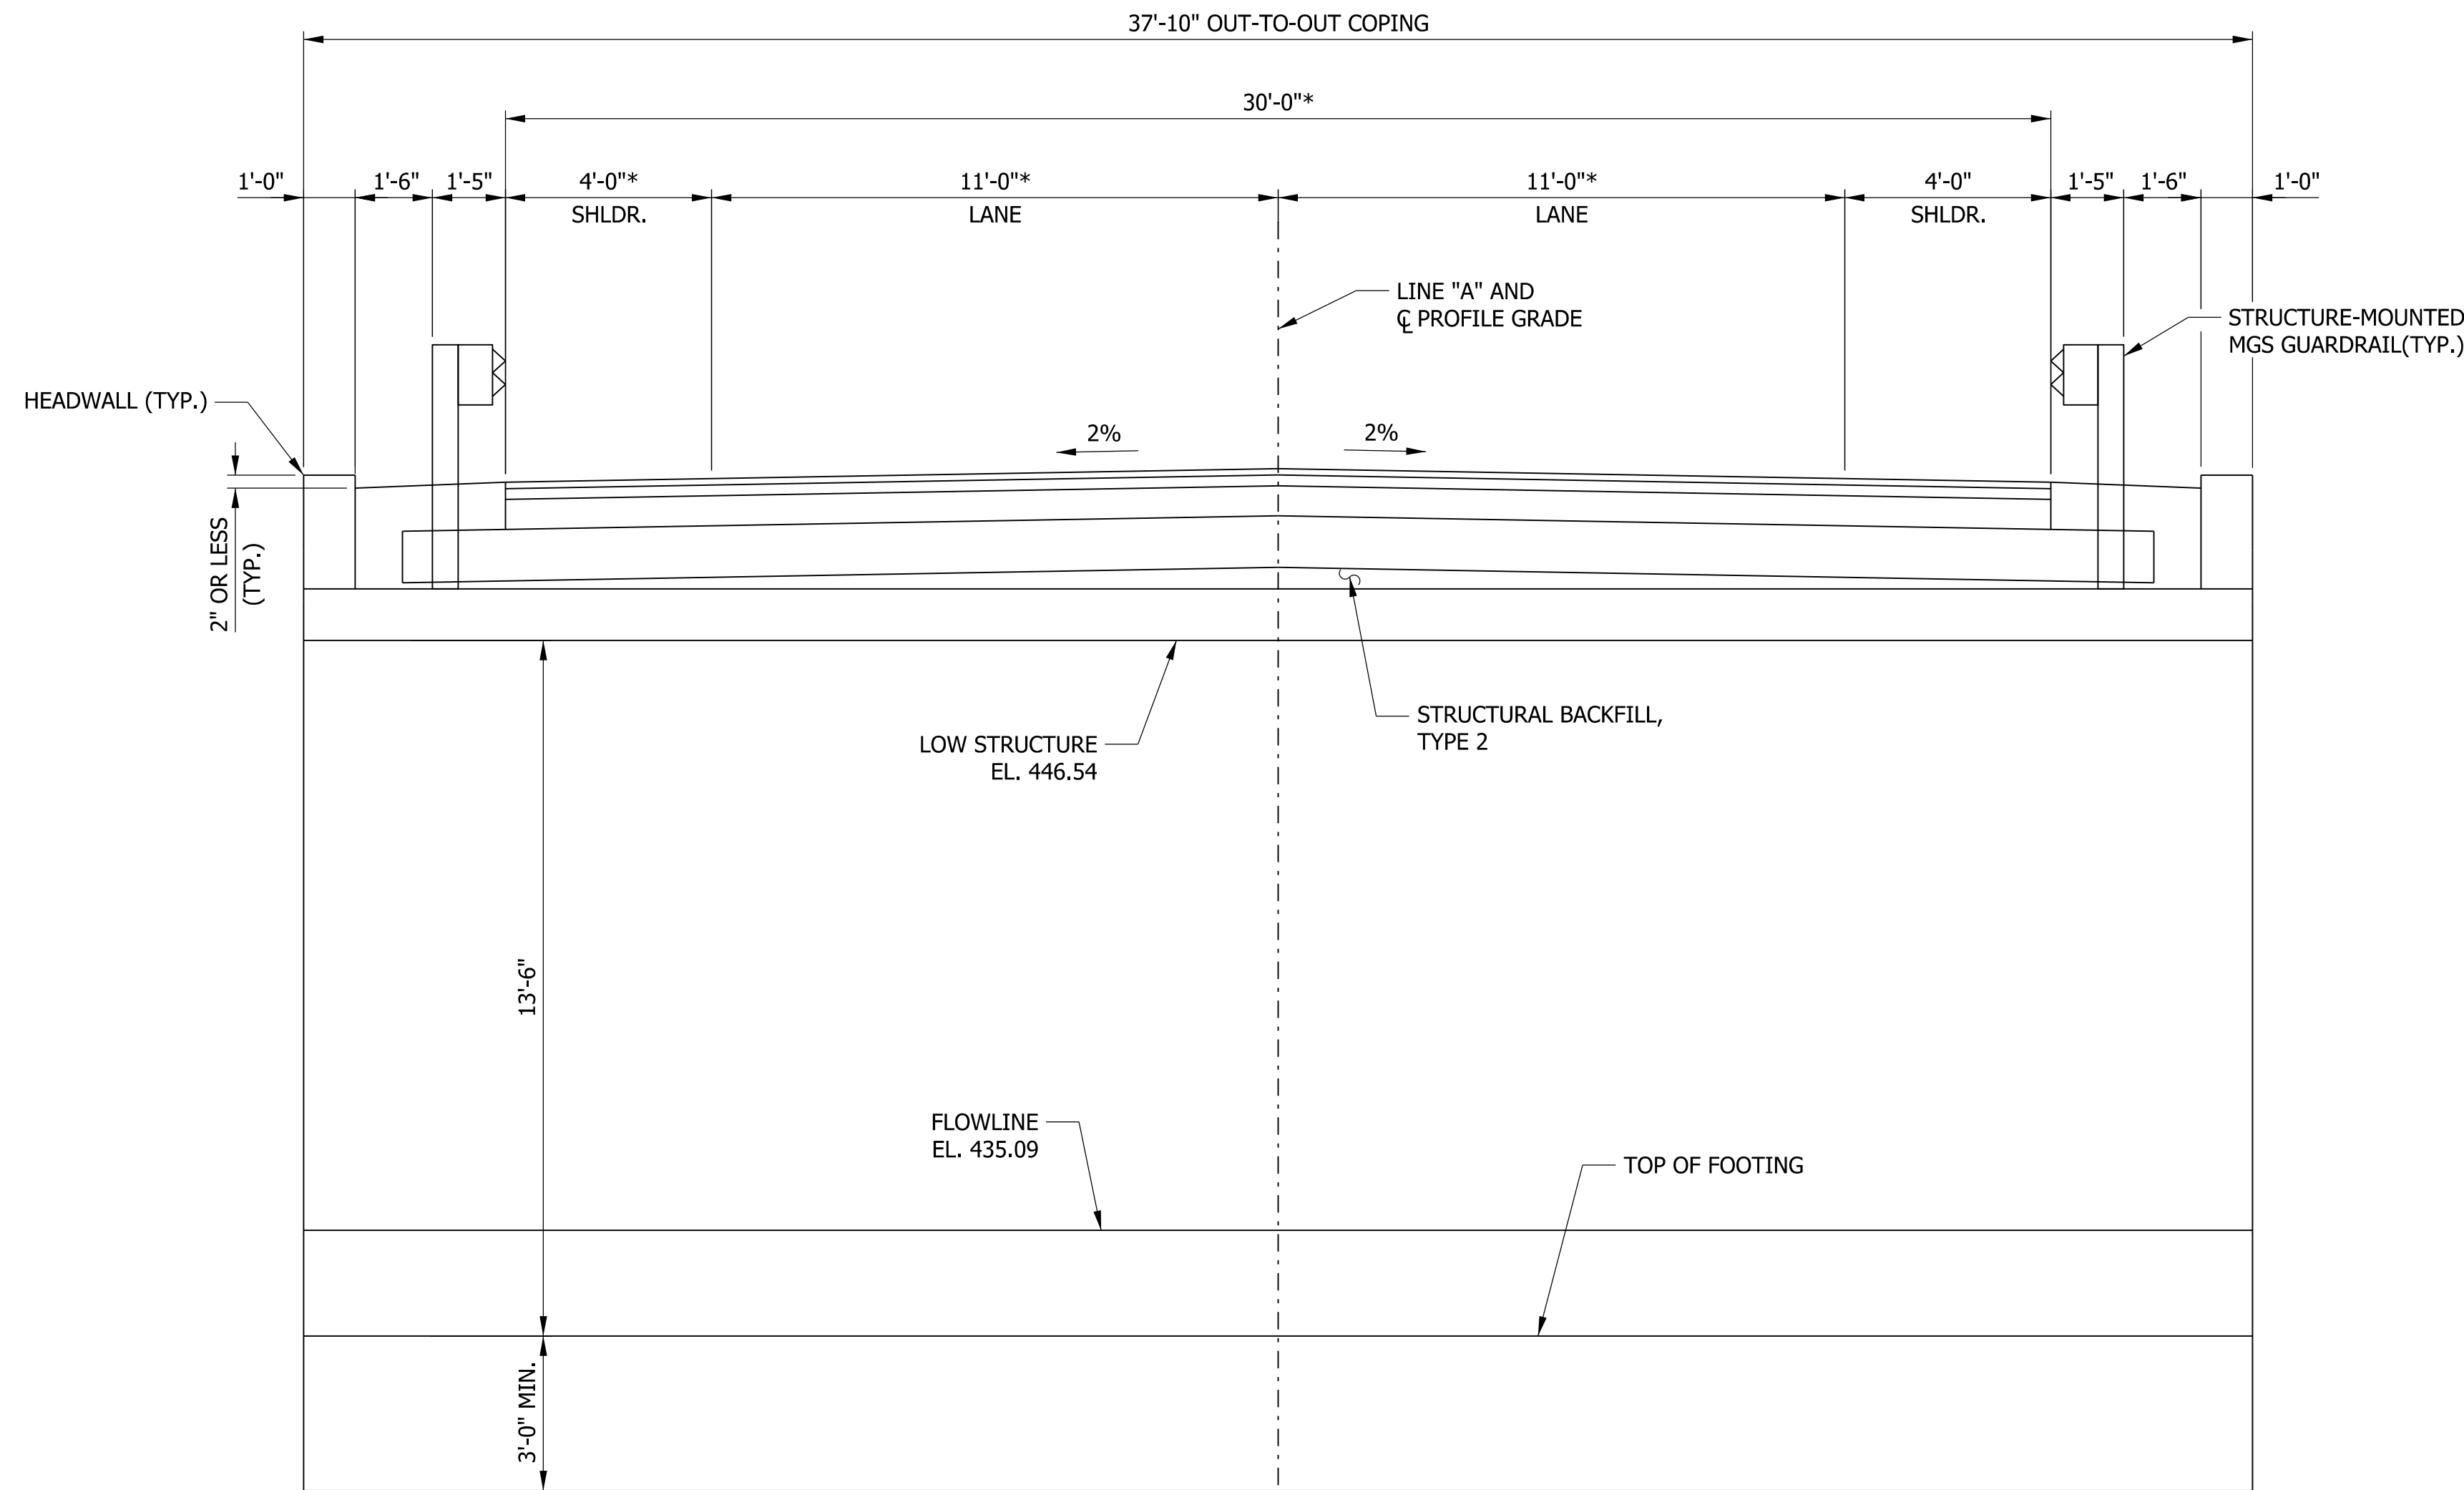 37'-10" OUT-TO-OUT COPING
30'-0"*
1'-0"
1'-6"
1'-5"
4'-0"*
SHLDR.
11'-0"*
LANE
11'-0"*
LANE
4'-0"
SHLDR.
1'-5"
1'-6"
1'-0"
LINE "A" AND
℄ PROFILE GRADE
STRUCTURE-MOUNTED
MGS GUARDRAIL(TYP.)
HEADWALL (TYP.)
2%
2%
2" OR LESS
(TYP.)
STRUCTURAL BACKFILL,
TYPE 2
LOW STRUCTURE
EL. 446.54
13'-6"
FLOWLINE
EL. 435.09
TOP OF FOOTING
3'-0" MIN.